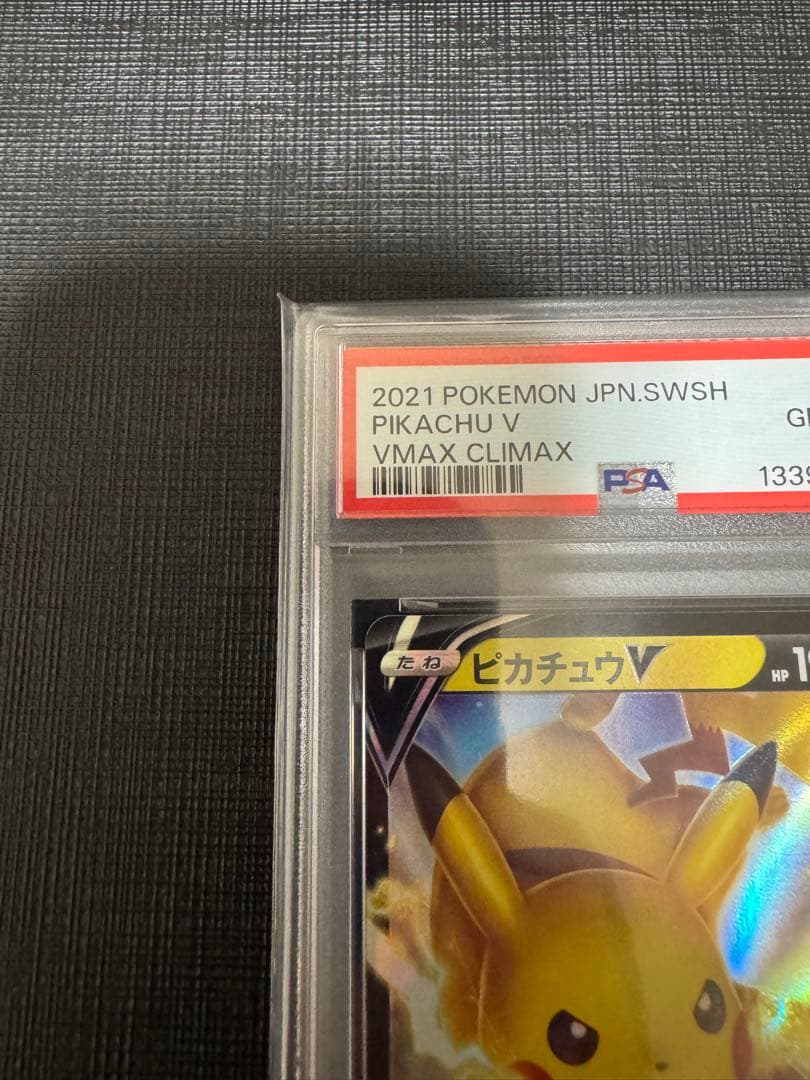 2021 POKEMON JPN.SWSH
PIKACHU V
VMAX CLIMAX
PSA
たね
ピカチュウV
HP